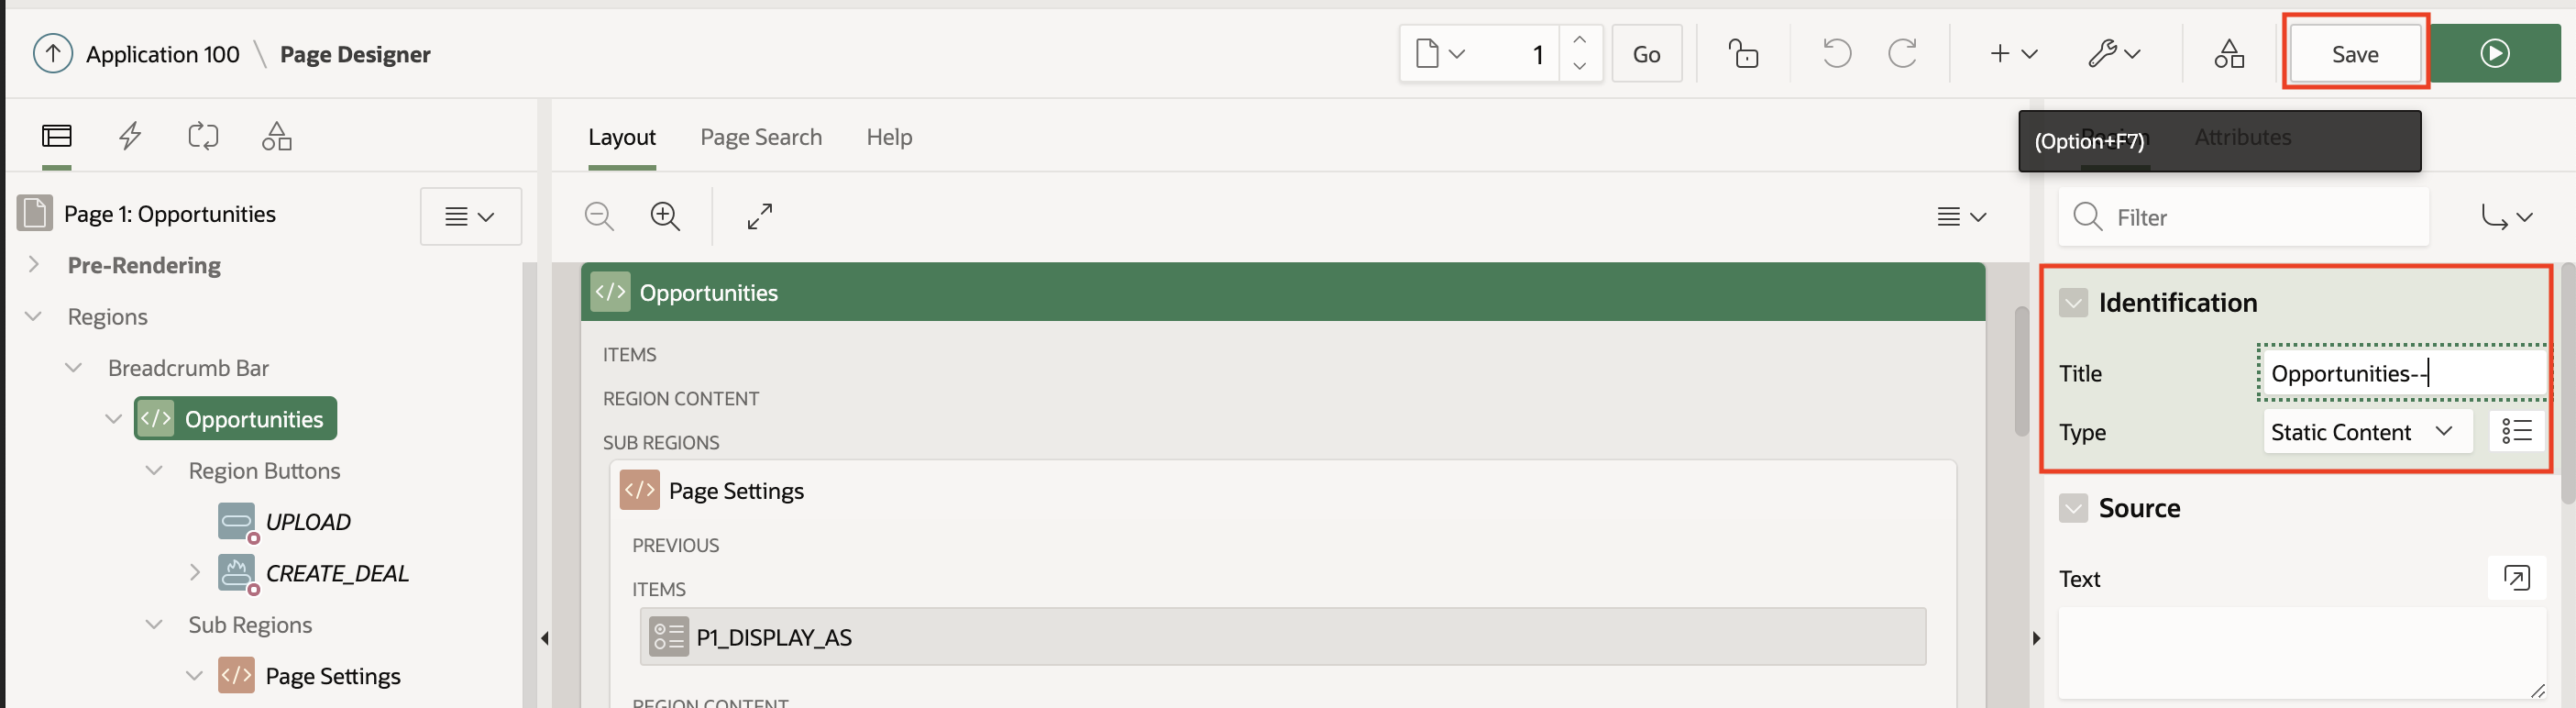 Application 100 \ Page Designer
1
Go
Save
Layout Page Search Help
(Option+F7)
Region Attributes
Page 1: Opportunities
Filter
Pre-Rendering
Regions
Breadcrumb Bar
</> Opportunities
Region Buttons
UPLOAD
CREATE_DEAL
Sub Regions
</> Page Settings
</> Opportunities
ITEMS
REGION CONTENT
SUB REGIONS
</> Page Settings
PREVIOUS
ITEMS
P1_DISPLAY_AS
REGION CONTENT
Identification
Title Opportunities--
Type Static Content
Source
Text